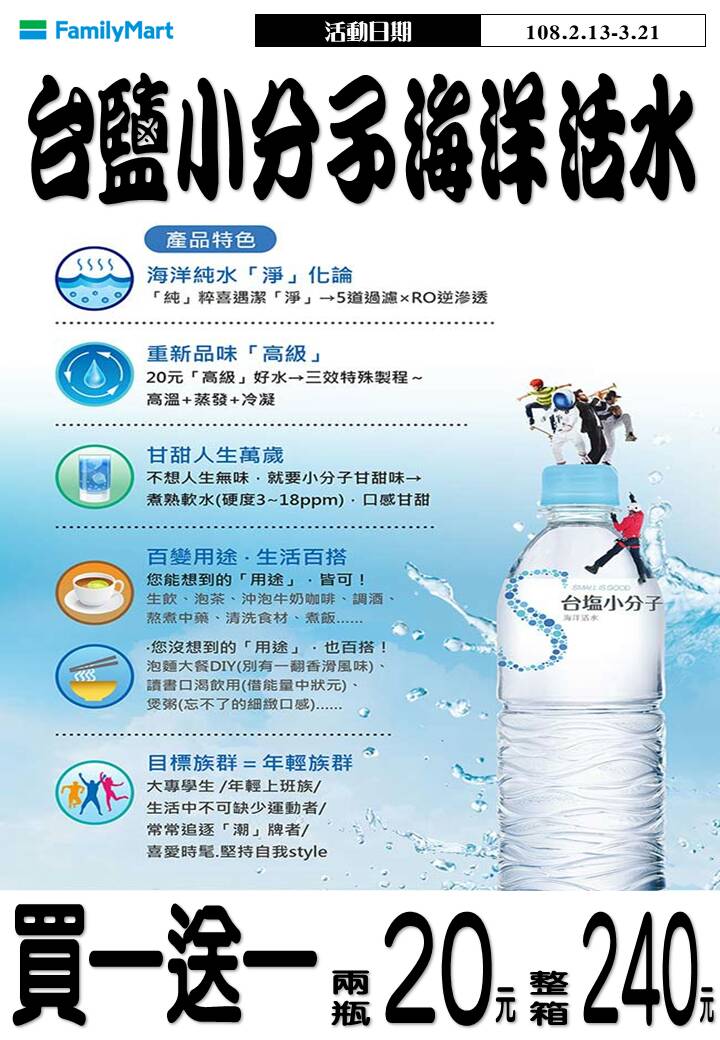 FamilyMart
活動日期
108.2.13-3.21
台鹽小分子海洋活水
產品特色
海洋純水「淨」化論
「純」粹喜遇潔「淨」→5道過濾×RO逆滲透
重新品味「高級」
20元「高級」好水→三效特殊製程~
高溫+蒸發+冷凝
甘甜人生萬歲
不想人生無味‧就要小分子甘甜味→
煮熟軟水(硬度3~18ppm)‧口感甘甜
百變用途‧生活百搭
您能想到的「用途」‧皆可！
生飲、泡茶、沖泡牛奶咖啡、調酒、
熬煮中藥、清洗食材、煮飯......
‧您沒想到的「用途」‧也百搭！
泡麵大餐DIY(別有一翻香滑風味)、
讀書口渴飲用(借能量中狀元)、
煲粥(忘不了的細緻口感)......
目標族群=年輕族群
大專學生/年輕上班族/
生活中不可缺少運動者/
常常追逐「潮」牌者/
喜愛時髦.堅持自我style
SMALL IS GOOD
台塩小分子
海洋活水
買一送一
兩瓶20元
整箱240元